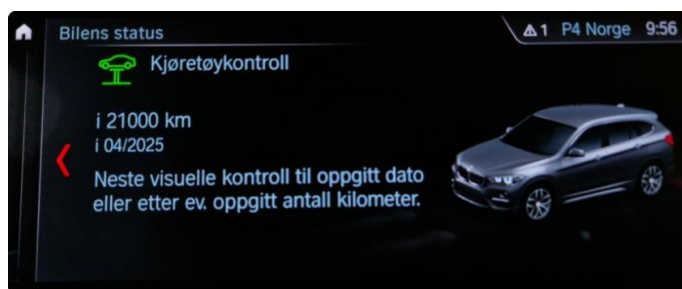 Bilens status
1 P4 Norge 9:56
Kjøretøykontroll
i 21000 km
i 04/2025
Neste visuelle kontroll til oppgitt dato
eller etter ev. oppgitt antall kilometer.